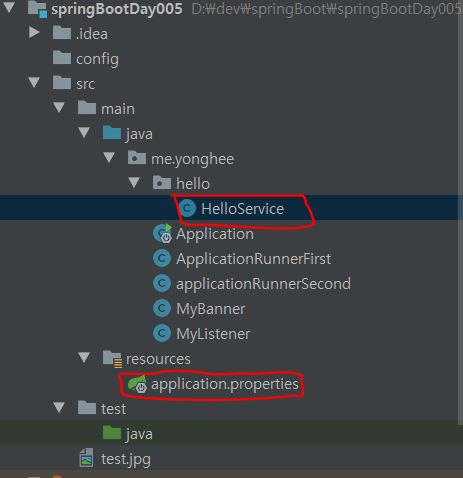 springBootDay005 D:₩dev₩springBoot₩springBootDay005
.idea
config
src
main
java
me.yonghee
hello
HelloService
Application
ApplicationRunnerFirst
applicationRunnerSecond
MyBanner
MyListener
resources
application.properties
test
java
test.jpg